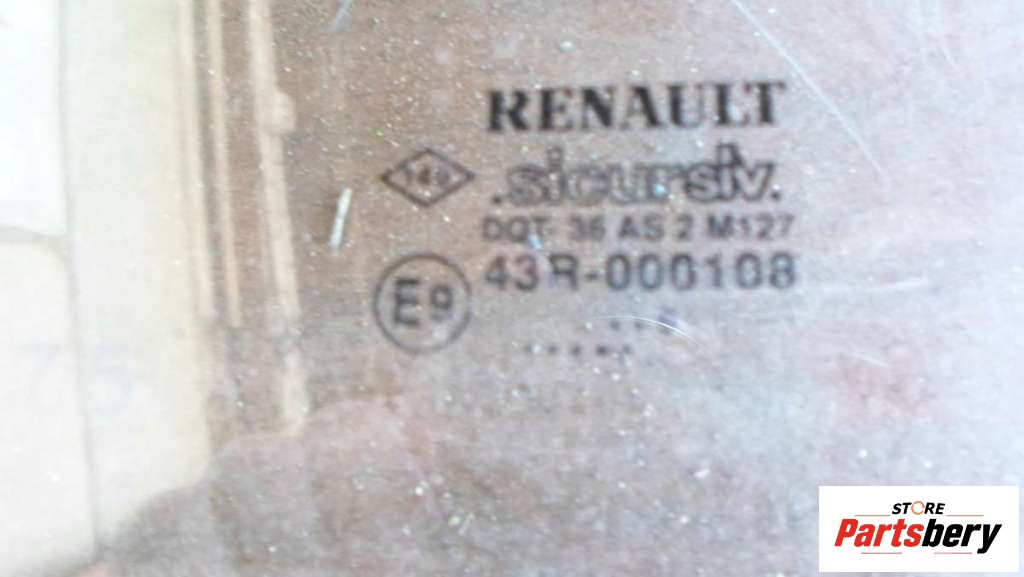 RENAULT
.sicursiv.
DOT 36 AS 2 M127
E9 43R-000108
STORE
Partsbery